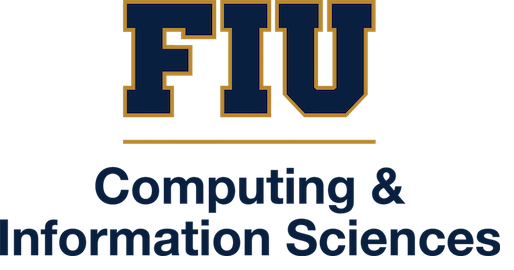 FIU
Computing &
Information Sciences